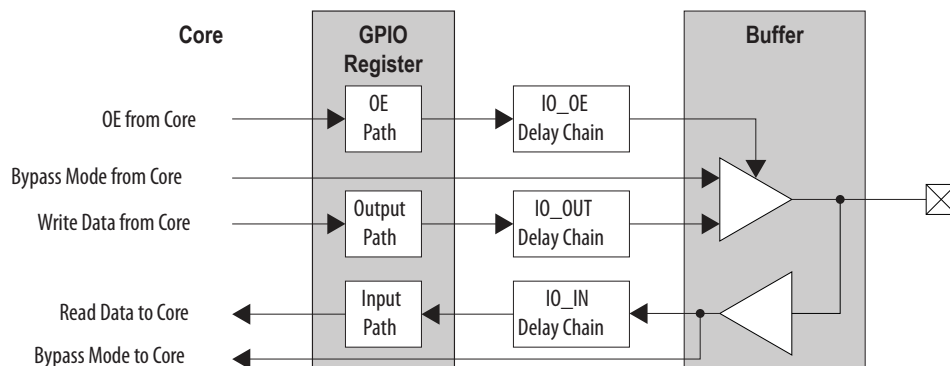 Core
GPIO
Register
Buffer
OE from Core
OE
Path
IO_OE
Delay Chain
Bypass Mode from Core
Write Data from Core
Output
Path
IO_OUT
Delay Chain
Read Data to Core
Input
Path
IO_IN
Delay Chain
Bypass Mode to Core